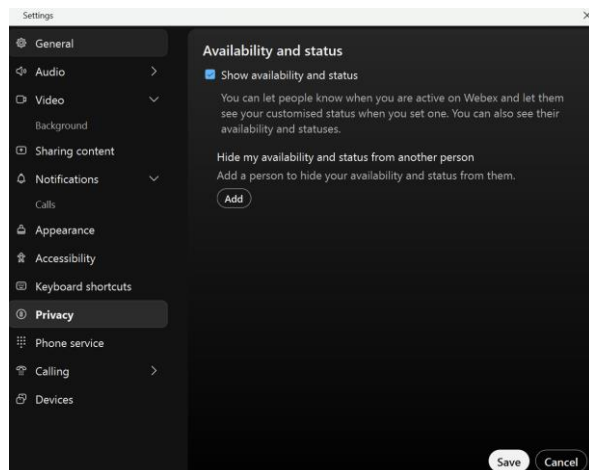 Settings
General
Audio
Video
Background
Sharing content
Notifications
Calls
Appearance
Accessibility
Keyboard shortcuts
Privacy
Phone service
Calling
Devices
Availability and status
Show availability and status
You can let people know when you are active on Webex and let them
see your customised status when you set one. You can also see their
availability and statuses.
Hide my availability and status from another person
Add a person to hide your availability and status from them.
Add
Save
Cancel